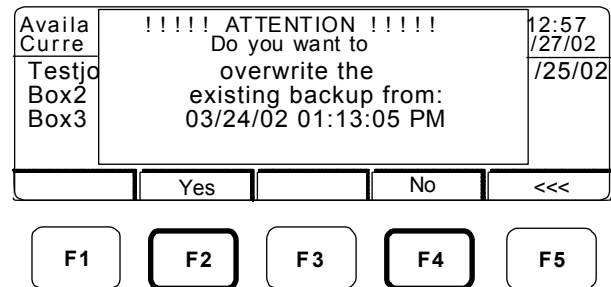 Availa
!!!!! ATTENTION !!!!!
12:57
Curre
Do you want to
/27/02
Testjo
overwrite the
/25/02
Box2
existing backup from:
Box3
03/24/02 01:13:05 PM
Yes
No
<<<
F1
F2
F3
F4
F5